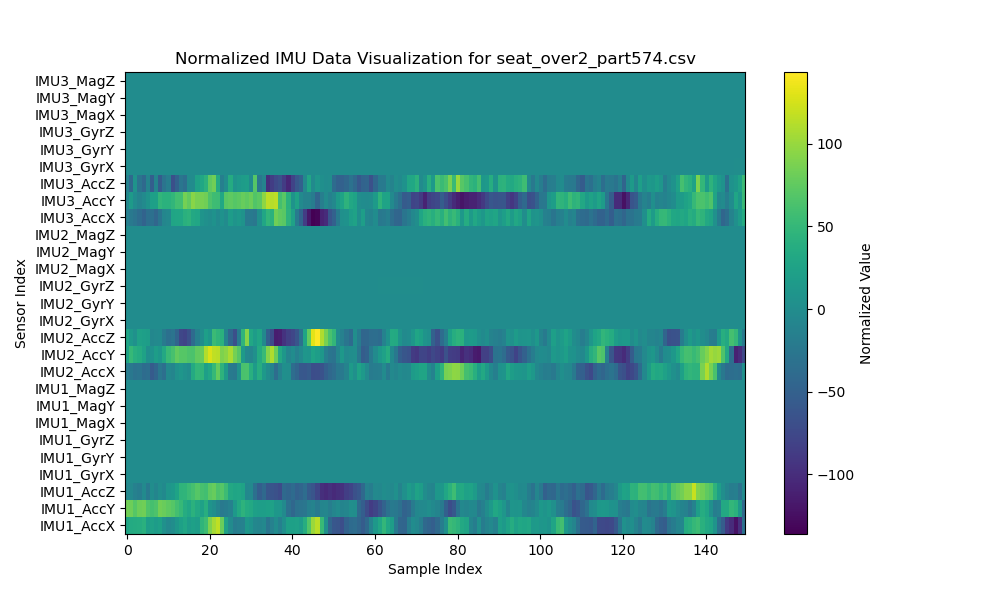 Normalized IMU Data Visualization for seat_over2_part574.csv
IMU3_MagZ
IMU3_MagY
IMU3_MagX
IMU3_GyrZ
IMU3_GyrY
IMU3_GyrX
IMU3_AccZ
IMU3_AccY
IMU3_AccX
IMU2_MagZ
IMU2_MagY
IMU2_MagX
IMU2_GyrZ
IMU2_GyrY
IMU2_GyrX
IMU2_AccZ
IMU2_AccY
IMU2_AccX
IMU1_MagZ
IMU1_MagY
IMU1_MagX
IMU1_GyrZ
IMU1_GyrY
IMU1_GyrX
IMU1_AccZ
IMU1_AccY
IMU1_AccX
Sensor Index
0 20 40 60 80 100 120 140
Sample Index
100
50
0
−50
−100
Normalized Value